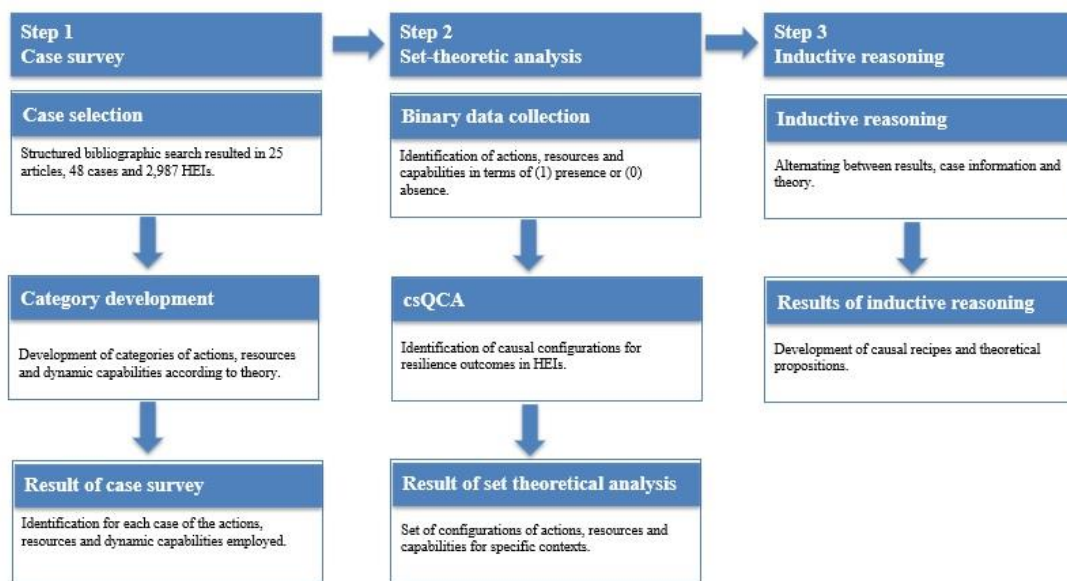 Step 1
Case survey
Case selection
Structured bibliographic search resulted in 25
articles, 48 cases and 2,987 HEIs.
Category development
Development of categories of actions, resources
and dynamic capabilities according to theory.
Result of case survey
Identification for each case of the actions,
resources and dynamic capabilities employed.
Step 2
Set-theoretic analysis
Binary data collection
Identification of actions, resources and
capabilities in terms of (1) presence or (0)
absence.
csQCA
Identification of causal configurations for
resilience outcomes in HEIs.
Result of set theoretical analysis
Set of configurations of actions, resources and
capabilities for specific contexts.
Step 3
Inductive reasoning
Inductive reasoning
Alternating between results, case information and
theory.
Results of inductive reasoning
Development of causal recipes and theoretical
propositions.